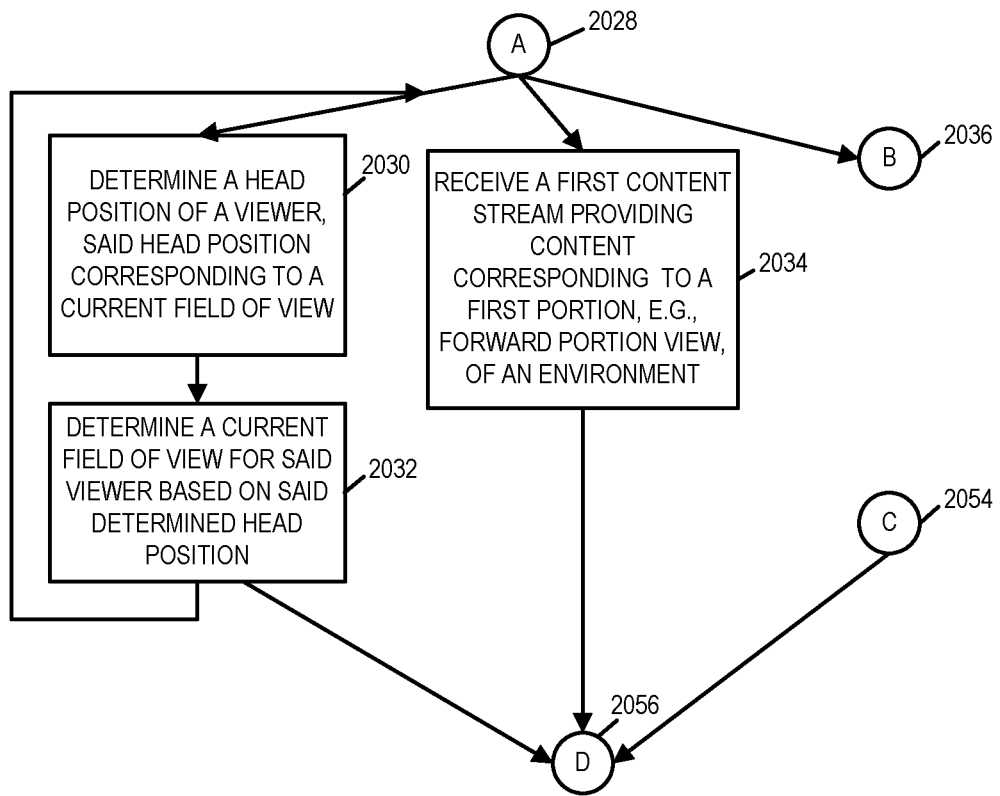 A
2028
B
2036
DETERMINE A HEAD
POSITION OF A VIEWER,
SAID HEAD POSITION
CORRESPONDING TO A
CURRENT FIELD OF VIEW
2030
RECEIVE A FIRST CONTENT
STREAM PROVIDING
CONTENT
CORRESPONDING TO A
FIRST PORTION, E.G.,
FORWARD PORTION VIEW,
OF AN ENVIRONMENT
2034
DETERMINE A CURRENT
FIELD OF VIEW FOR SAID
VIEWER BASED ON SAID
DETERMINED HEAD
POSITION
2032
C
2054
D
2056